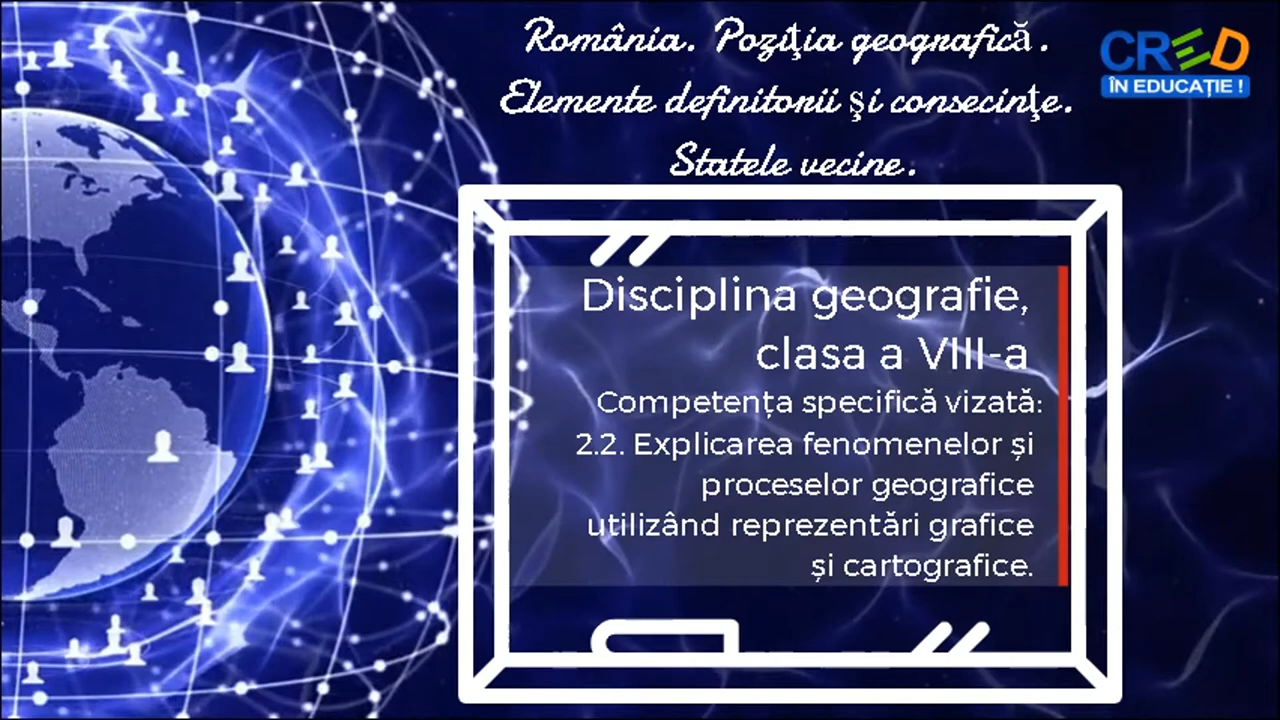 România. Poziţia geografică.
Elemente definitorii şi consecinţe.
Statele vecine.
CRED
ÎN EDUCAȚIE !
Disciplina geografie,
clasa a VIII-a
Competența specifică vizată:
2.2. Explicarea fenomenelor și
proceselor geografice
utilizând reprezentări grafice
și cartografice.